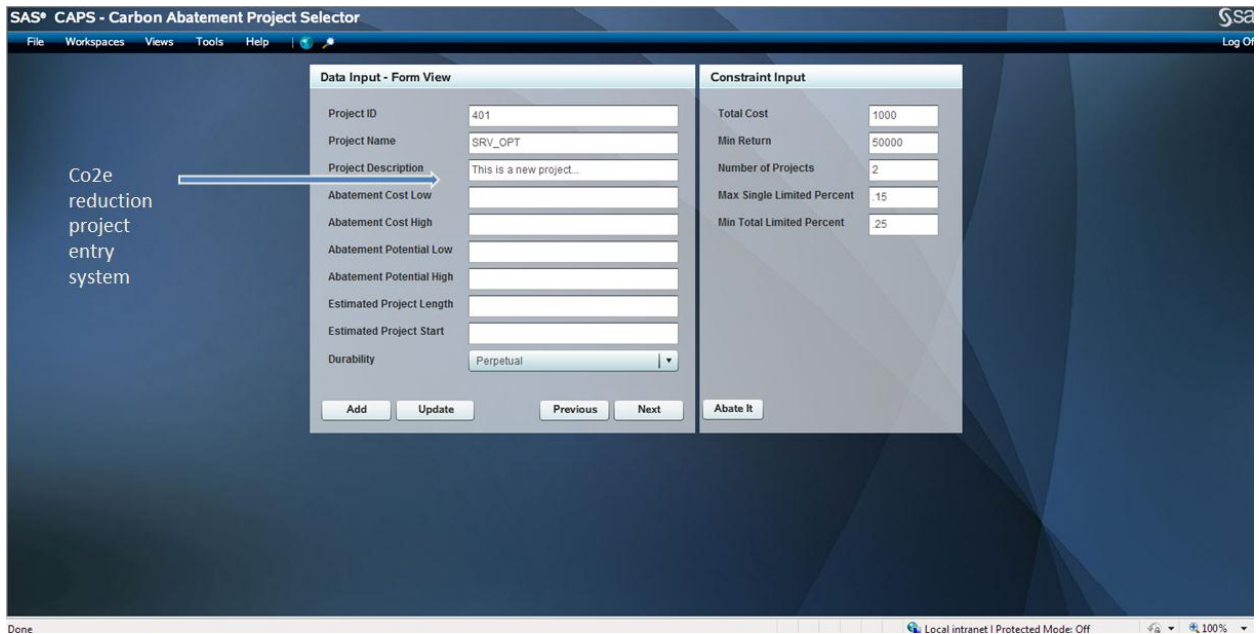 SAS® CAPS - Carbon Abatement Project Selector
sa
File Workspaces Views Tools Help
Log Of
Data Input - Form View
Project ID 401
Project Name SRV_OPT
Project Description This is a new project...
Abatement Cost Low
Abatement Cost High
Abatement Potential Low
Abatement Potential High
Estimated Project Length
Estimated Project Start
Durability Perpetual
Add Update Previous Next
Constraint Input
Total Cost 1000
Min Return 50000
Number of Projects 2
Max Single Limited Percent .15
Min Total Limited Percent .25
Abate It
Co2e
reduction
project
entry
system
Done
Local intranet | Protected Mode: Off
100%